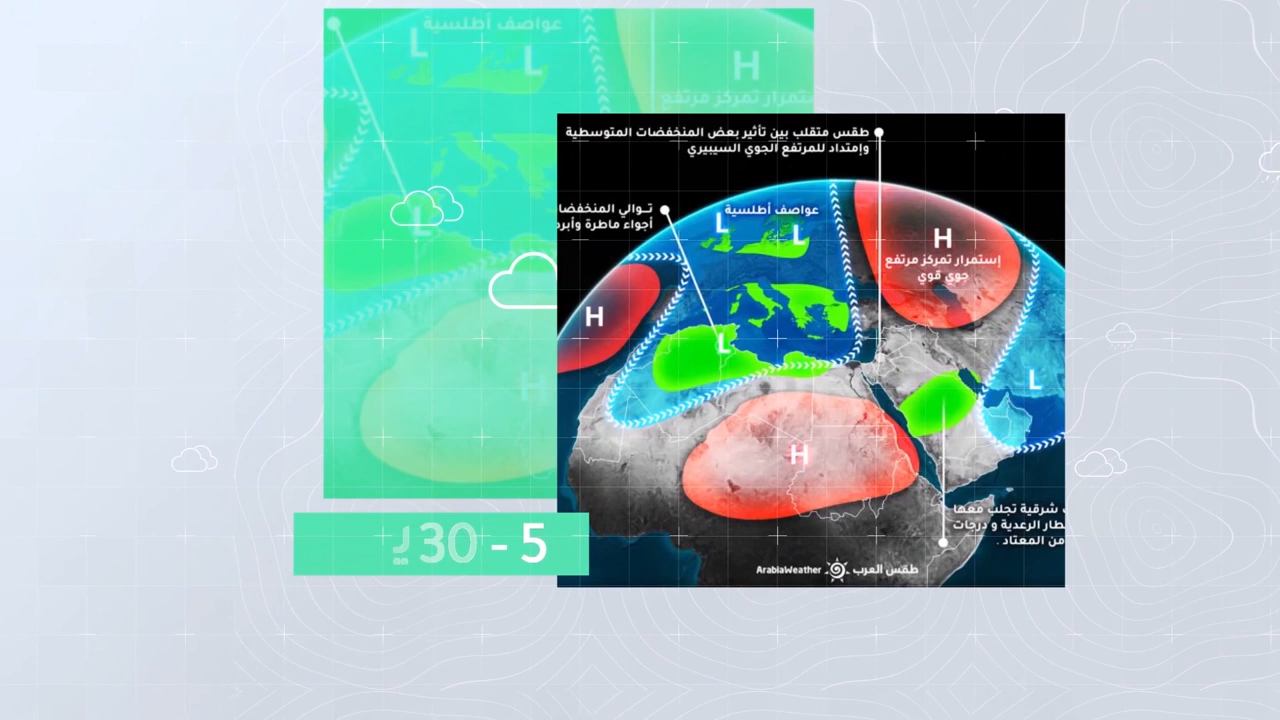 عواصف أطلسية
L
L
H
إستمرار تمركز مرتفع
L
H
طقس متقلب بين تأثير بعض المنخفضات المتوسطية
وإمتداد للمرتفع الجوي السيبيري
تـوالي المنخفضا
أجواء ماطرة وأبرد
عواصف أطلسية
L
L
H
إستمرار تمركز مرتفع
جوي قوي
H
L
L
H
شرقية تجلب معها
طار الرعدية و درجات
من المعتاد .
ArabiaWeather طقس العرب
5 - 30